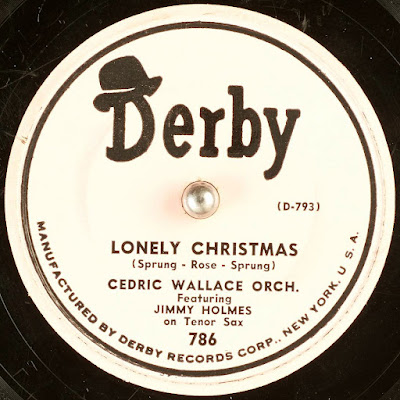 Derby
(D-793)
LONELY CHRISTMAS
(Sprung - Rose - Sprung)
CEDRIC WALLACE ORCH.
Featuring
JIMMY HOLMES
on Tenor Sax
786
MANUFACTURED BY DERBY RECORDS CORP., NEW YORK. U. S. A.